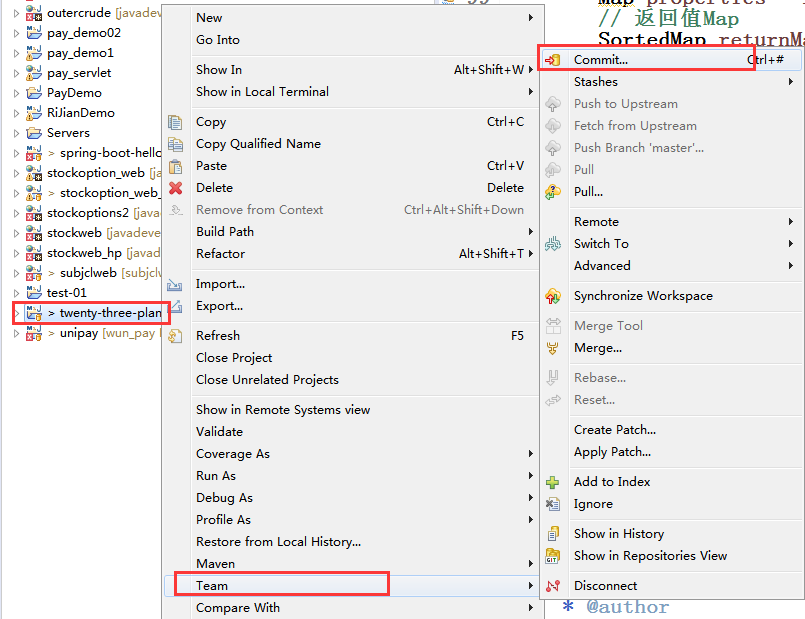 outercrude [javadev
pay_demo02
pay_demo1
pay_servlet
PayDemo
RiJianDemo
Servers
> spring-boot-hello
stockoption_web [ja
> stockoption_web_
stockoptions2 [javad
stockweb [javadeve
stockweb_hp [javad
> subjclweb [subjclw
test-01
> twenty-three-plan
> unipay [wun_pay
New
Go Into
Show In Alt+Shift+W
Show in Local Terminal
Copy Ctrl+C
Copy Qualified Name
Paste Ctrl+V
Delete Delete
Remove from Context Ctrl+Alt+Shift+Down
Build Path
Refactor Alt+Shift+T
Import...
Export...
Refresh F5
Close Project
Close Unrelated Projects
Show in Remote Systems view
Validate
Coverage As
Run As
Debug As
Profile As
Restore from Local History...
Maven
Team
Compare With
Map properties
// 返回值Map
SortedMap returnMa
Commit... Ctrl+#
Stashes
Push to Upstream
Fetch from Upstream
Push Branch 'master'...
Pull
Pull...
Remote
Switch To
Advanced
Synchronize Workspace
Merge Tool
Merge...
Rebase...
Reset...
Create Patch...
Apply Patch...
Add to Index
Ignore
Show in History
Show in Repositories View
Disconnect
* @author